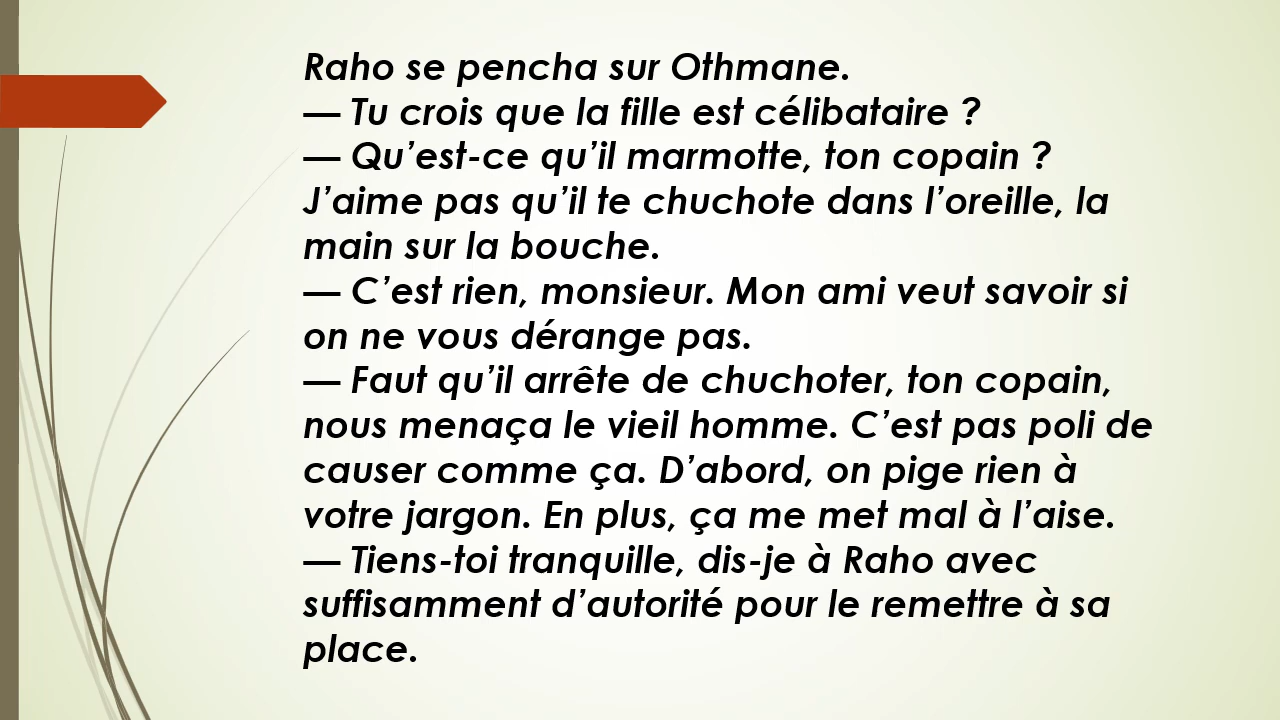 Raho se pencha sur Othmane.
— Tu crois que la fille est célibataire ?
— Qu’est-ce qu’il marmotte, ton copain ?
J’aime pas qu’il te chuchote dans l’oreille, la
main sur la bouche.
— C’est rien, monsieur. Mon ami veut savoir si
on ne vous dérange pas.
— Faut qu’il arrête de chuchoter, ton copain,
nous menaça le vieil homme. C’est pas poli de
causer comme ça. D’abord, on pige rien à
votre jargon. En plus, ça me met mal à l’aise.
— Tiens-toi tranquille, dis-je à Raho avec
suffisamment d’autorité pour le remettre à sa
place.